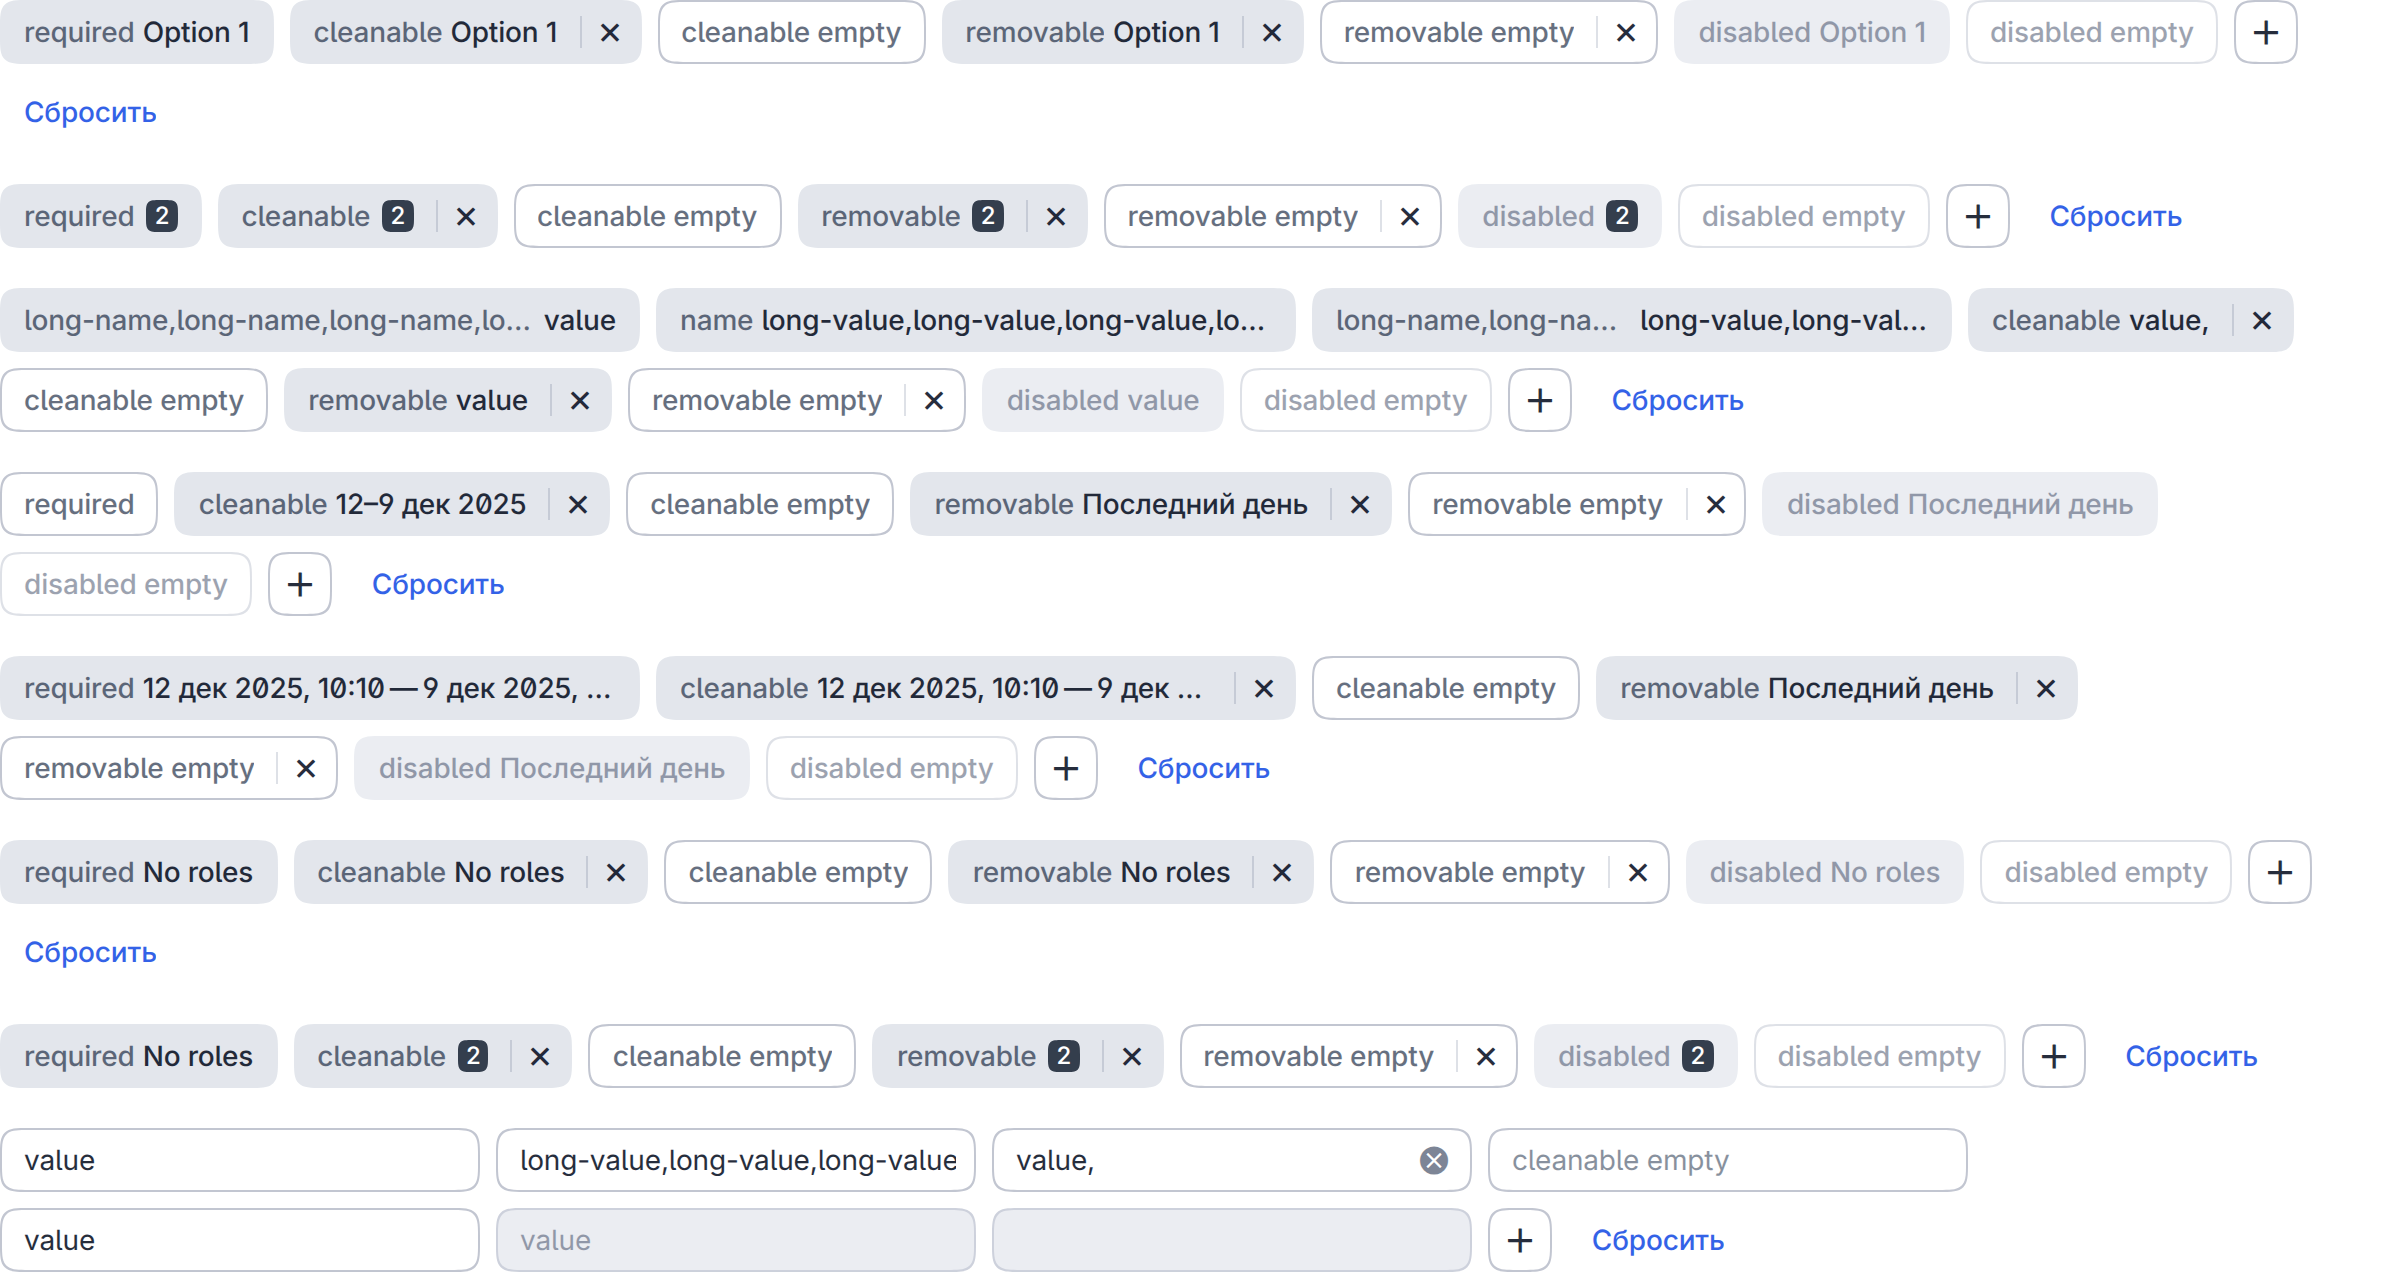 required Option 1 cleanable Option 1 cleanable empty removable Option 1 removable empty disabled Option 1 disabled empty
Сбросить
required 2 cleanable 2 cleanable empty removable 2 removable empty disabled 2 disabled empty Сбросить
long-name,long-name,long-name,lo... value name long-value,long-value,long-value,lo... long-name,long-na... long-value,long-val... cleanable value,
cleanable empty removable value removable empty disabled value disabled empty Сбросить
required cleanable 12–9 дек 2025 cleanable empty removable Последний день removable empty disabled Последний день
disabled empty Сбросить
required 12 дек 2025, 10:10 — 9 дек 2025, ... cleanable 12 дек 2025, 10:10 — 9 дек ... cleanable empty removable Последний день
removable empty disabled Последний день disabled empty Сбросить
required No roles cleanable No roles cleanable empty removable No roles removable empty disabled No roles disabled empty
Сбросить
required No roles cleanable 2 cleanable empty removable 2 removable empty disabled 2 disabled empty Сбросить
value long-value,long-value,long-value value, cleanable empty
value value Сбросить